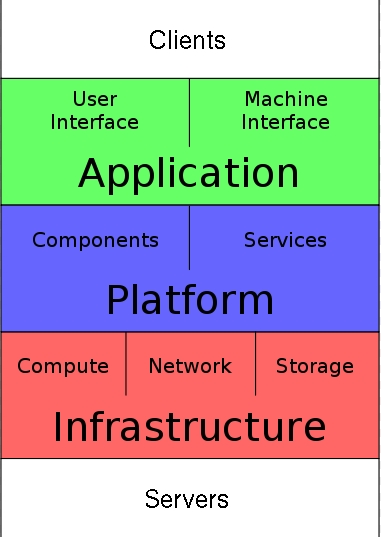 Clients
User
Interface
Machine
Interface
Application
Components
Services
Platform
Compute
Network
Storage
Infrastructure
Servers